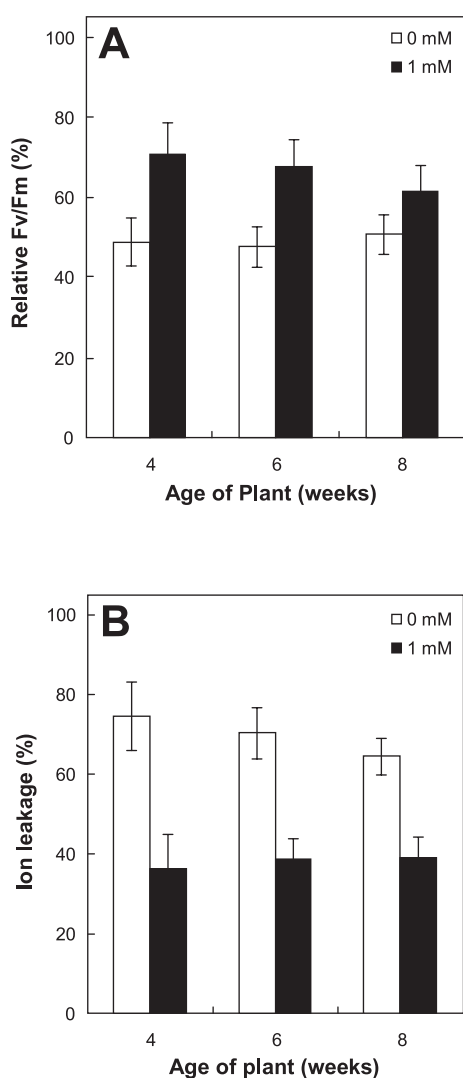 A
0 mM
1 mM
100
80
60
40
20
0
Relative Fv/Fm (%)
4 6 8
Age of Plant (weeks)
B
0 mM
1 mM
100
80
60
40
20
0
Ion leakage (%)
4 6 8
Age of plant (weeks)